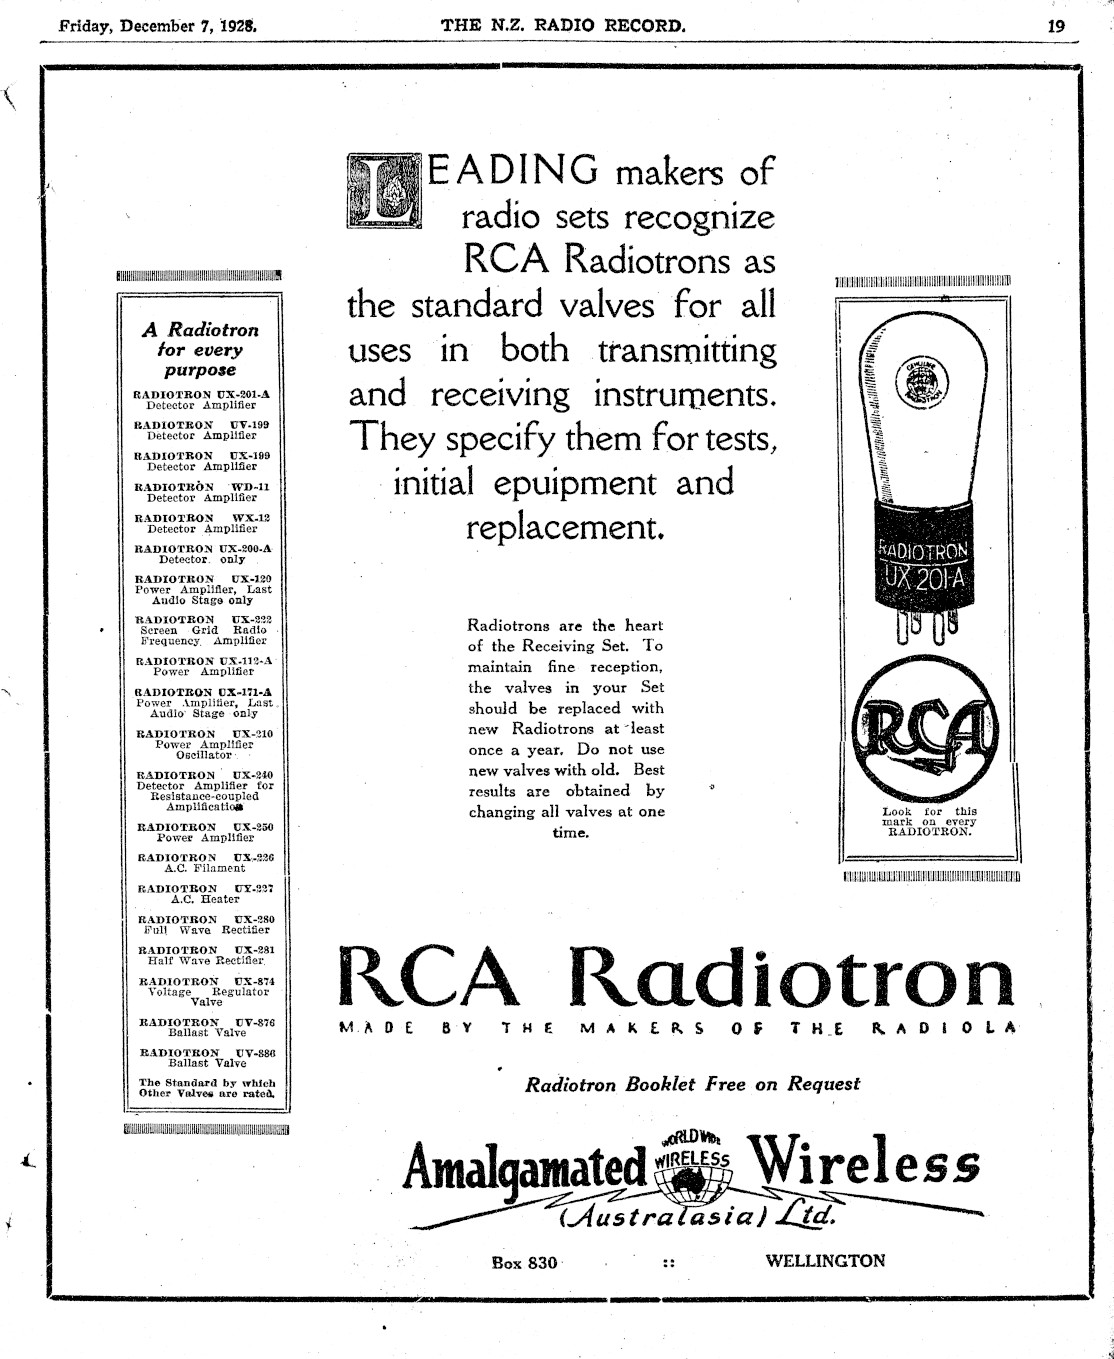 Friday, December 7, 1928.
THE N.Z. RADIO RECORD.
19
LEADING makers of
radio sets recognize
RCA Radiotrons as
the standard valves for all
uses in both transmitting
and receiving instruments.
They specify them for tests,
initial epuipment and
replacement.
A Radiotron
for every
purpose
RADIOTRON UX-201-A
Detector Amplifier
RADIOTRON UV-199
Detector Amplifier
RADIOTRON UX-199
Detector Amplifier
RADIOTRON WD-11
Detector Amplifier
RADIOTRON WX-12
Detector Amplifier
RADIOTRON UX-200-A
Detector only
RADIOTRON UX-120
Power Amplifier, Last
Audio Stage only
RADIOTRON UX-222
Screen Grid Radio
Frequency Amplifier
RADIOTRON UX-112-A
Power Amplifier
RADIOTRON UX-171-A
Power Amplifier, Last
Audio Stage only
RADIOTRON UX-210
Power Amplifier
Oscillator
RADIOTRON UX-240
Detector Amplifier for
Resistance-coupled
Amplification
RADIOTRON UX-250
Power Amplifier
RADIOTRON UX-226
A.C. Filament
RADIOTRON UY-227
A.C. Heater
RADIOTRON UX-280
Full Wave Rectifier
RADIOTRON UX-281
Half Wave Rectifier
RADIOTRON UX-874
Voltage Regulator
Valve
RADIOTRON UV-876
Ballast Valve
RADIOTRON UV-886
Ballast Valve
The Standard by which
Other Valves are rated.
Radiotrons are the heart
of the Receiving Set. To
maintain fine reception,
the valves in your Set
should be replaced with
new Radiotrons at least
once a year. Do not use
new valves with old. Best
results are obtained by
changing all valves at one
time.
GENUINE
RADIOTRON
RADIOTRON
UX 201-A
RCA
Look for this
mark on every
RADIOTRON.
RCA Radiotron
MADE BY THE MAKERS OF THE RADIOLA
Radiotron Booklet Free on Request
WORLD WIDE
WIRELESS
Amalgamated Wireless
(Australasia) Ltd.
Box 830 :: WELLINGTON